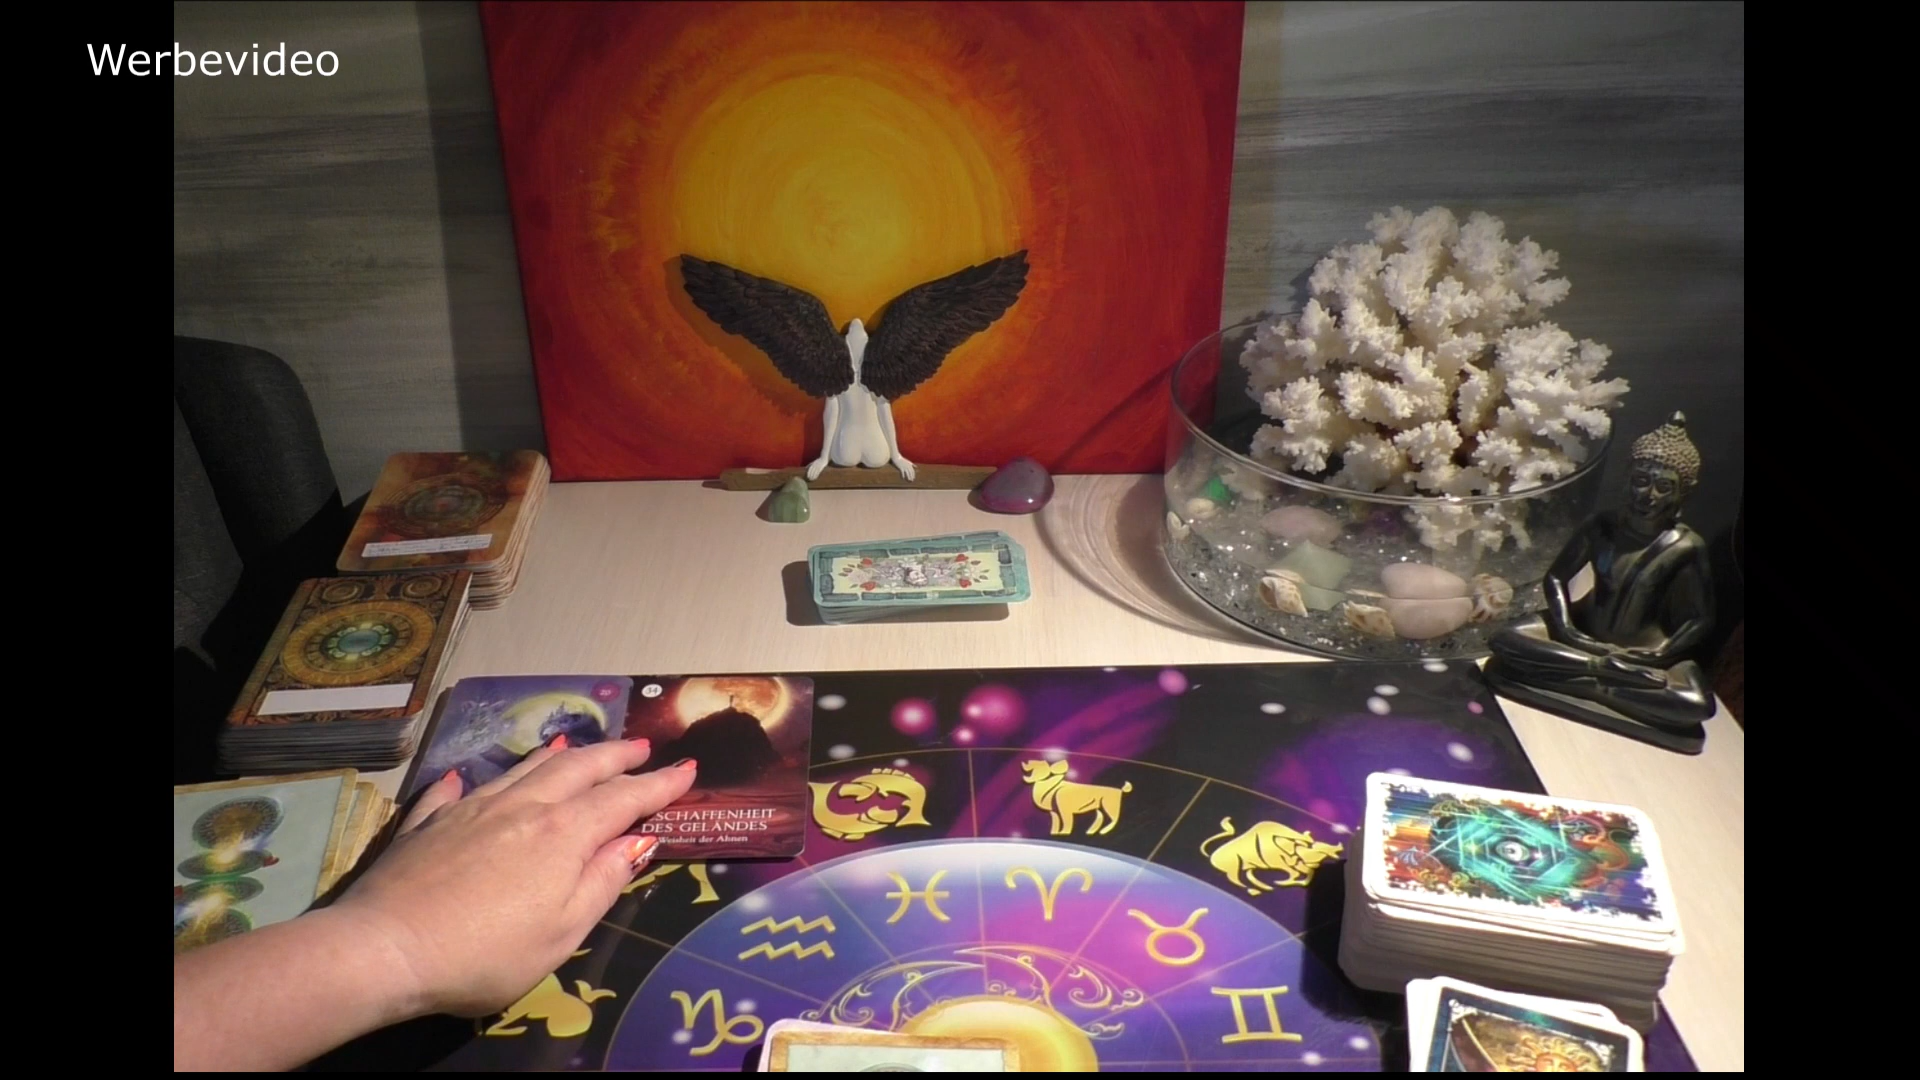 Werbevideo
34
SCHAFFENHEIT
DES GELÄNDES
Weisheit der Ahnen